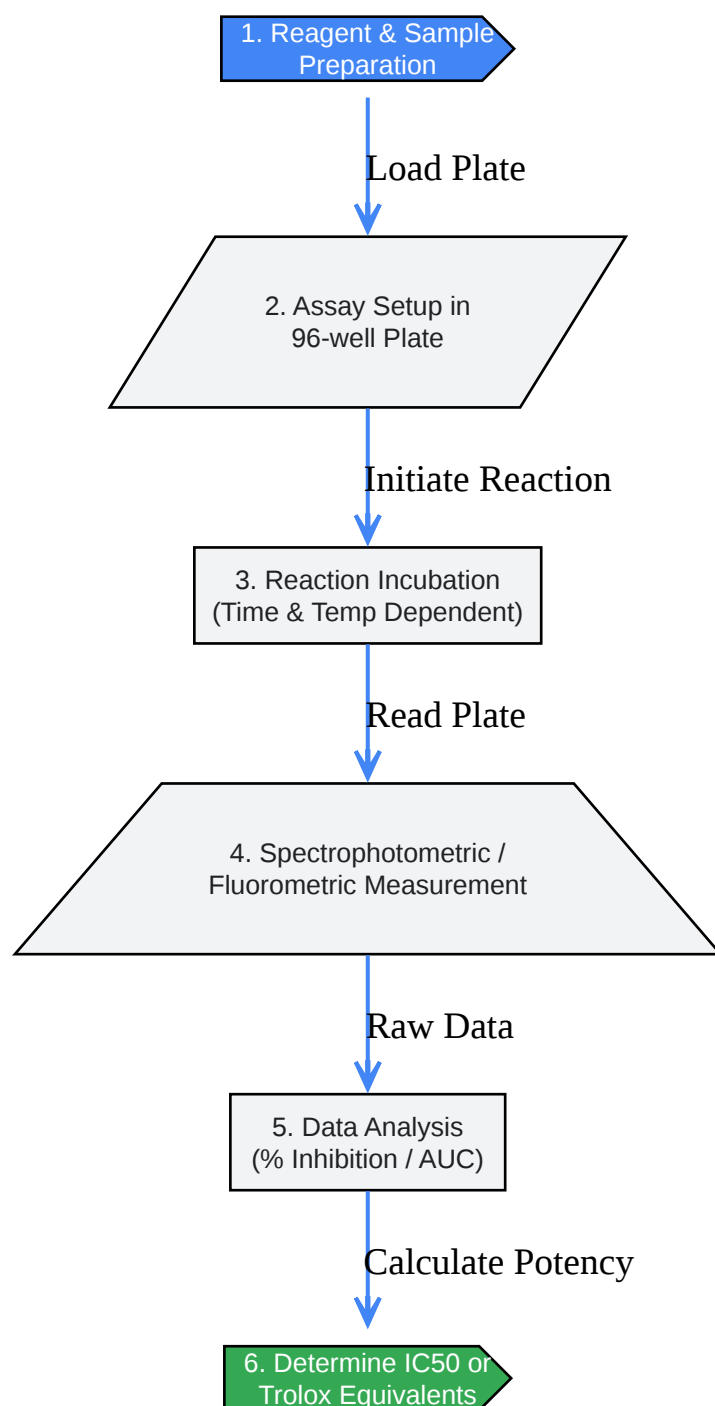 1. Reagent & Sample
Preparation
Load Plate
2. Assay Setup in
96-well Plate
Initiate Reaction
3. Reaction Incubation
(Time & Temp Dependent)
Read Plate
4. Spectrophotometric /
Fluorometric Measurement
Raw Data
5. Data Analysis
(% Inhibition / AUC)
Calculate Potency
6. Determine IC50 or
Trolox Equivalents